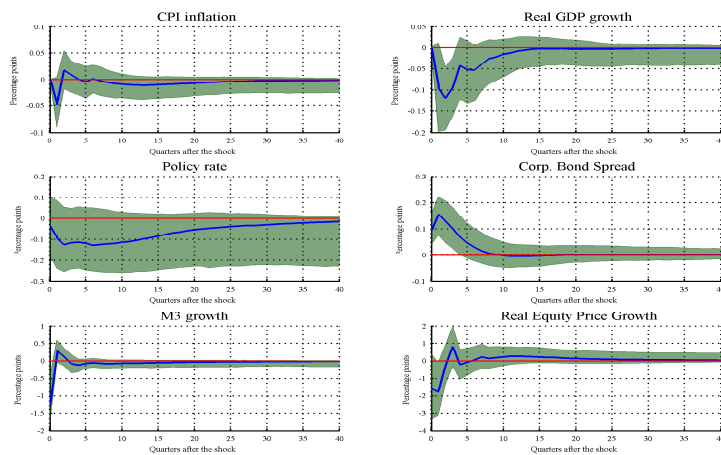 CPI inflation
0.1
0.05
0
-0.05
-0.1
Percentage points
0 5 10 15 20 25 30 35 40
Quarters after the shock
Real GDP growth
0.05
0
-0.05
-0.1
-0.15
-0.2
Percentage points
0 5 10 15 20 25 30 35 40
Quarters after the shock
Policy rate
0.2
0.1
0
-0.1
-0.2
-0.3
Percentage points
0 5 10 15 20 25 30 35 40
Quarters after the shock
Corp. Bond Spread
0.3
0.2
0.1
0
-0.1
Percentage points
0 5 10 15 20 25 30 35 40
Quarters after the shock
M3 growth
1
0.5
0
-0.5
-1
-1.5
-2
Percentage points
0 5 10 15 20 25 30 35 40
Quarters after the shock
Real Equity Price Growth
2
1
0
-1
-2
-3
-4
Percentage points
0 5 10 15 20 25 30 35 40
Quarters after the shock